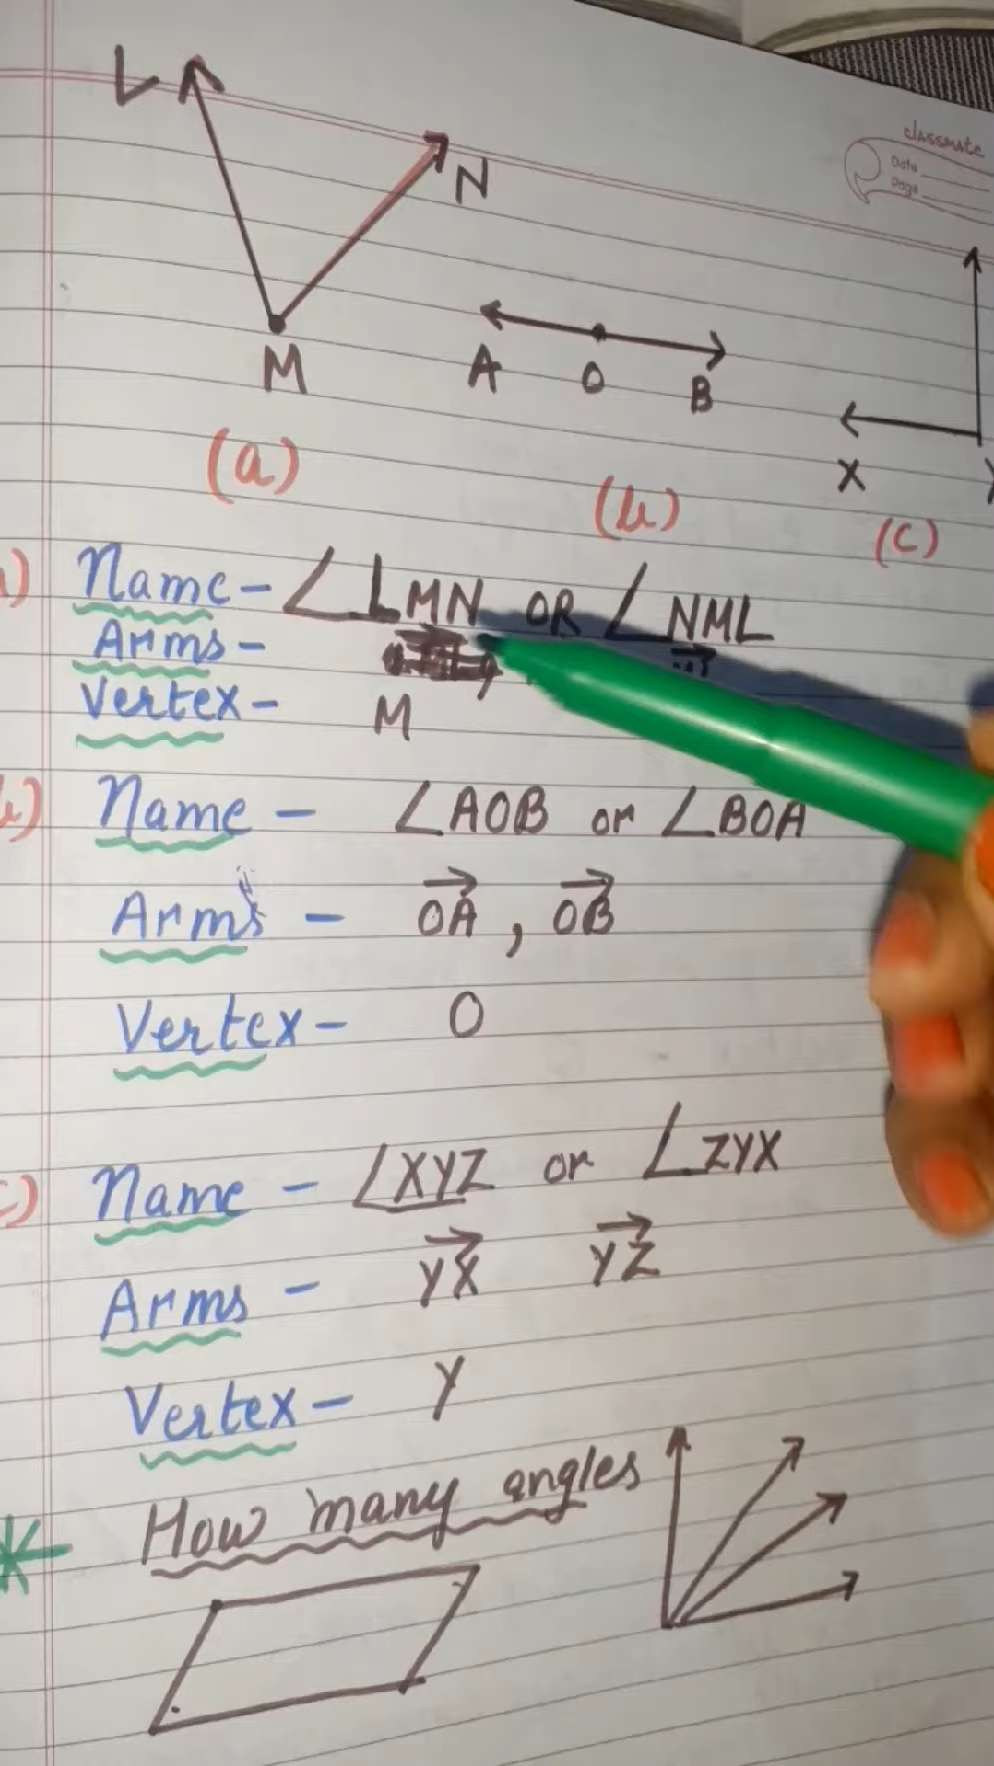 classmate
Date
Page
L
N
M
A O B
X
(a)
(b)
(c)
Name - ∠LMN OR ∠NML
Arms -
Vertex - M
Name - ∠AOB or ∠BOA
Arms - OA, OB
Vertex - O
c) Name - ∠XYZ or ∠ZYX
Arms - YX YZ
Vertex - Y
How many angles